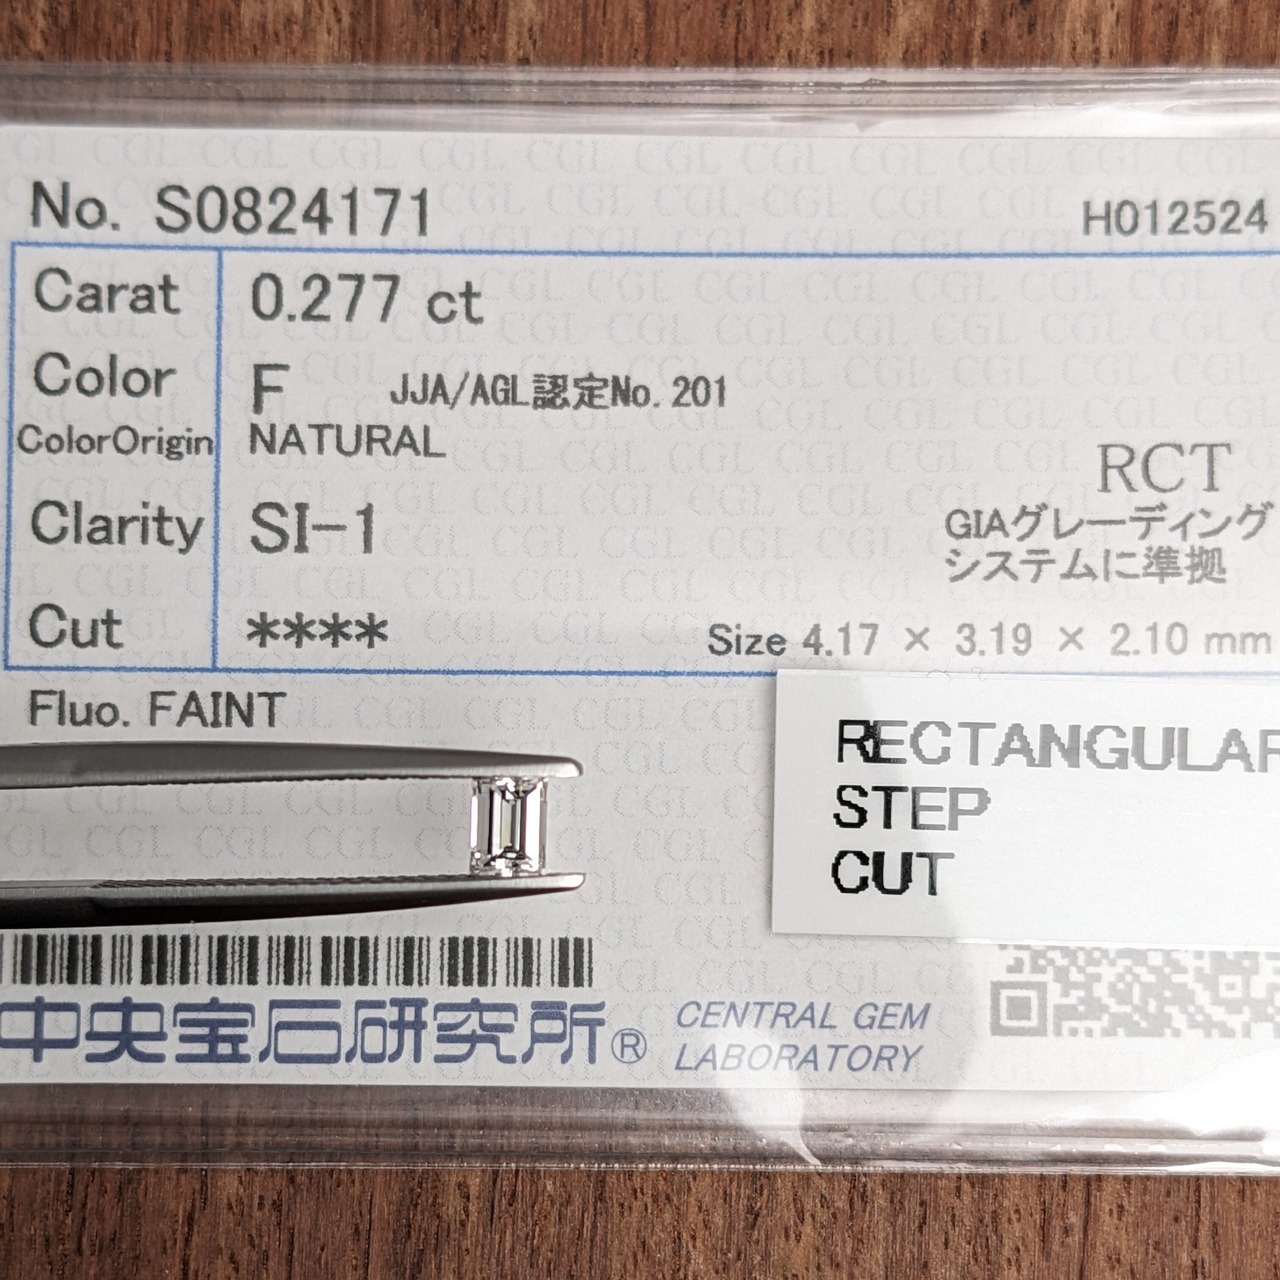 No. S0824171
H012524
Carat 0.277 ct
Color F JJA/AGL認定No. 201
ColorOrigin NATURAL
RCT
Clarity SI-1
GIAグレーディング
システムに準拠
Cut ****
Size 4.17 × 3.19 × 2.10 mm
Fluo. FAINT
RECTANGULAR
STEP
CUT
中央宝石研究所®
CENTRAL GEM
LABORATORY